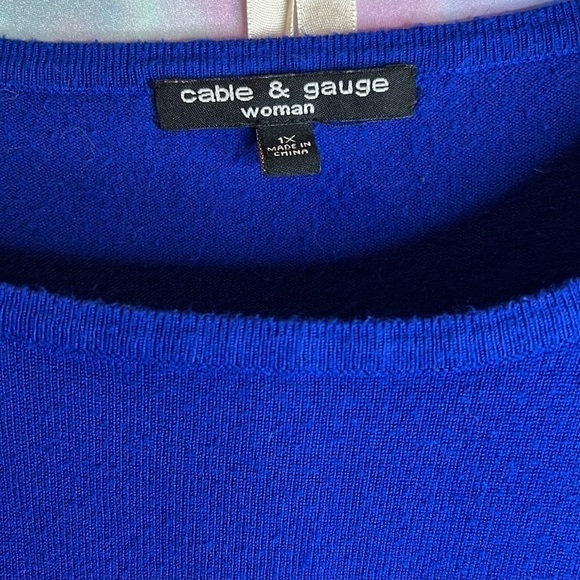 cable & gauge
woman
1X
MADE IN
CHINA